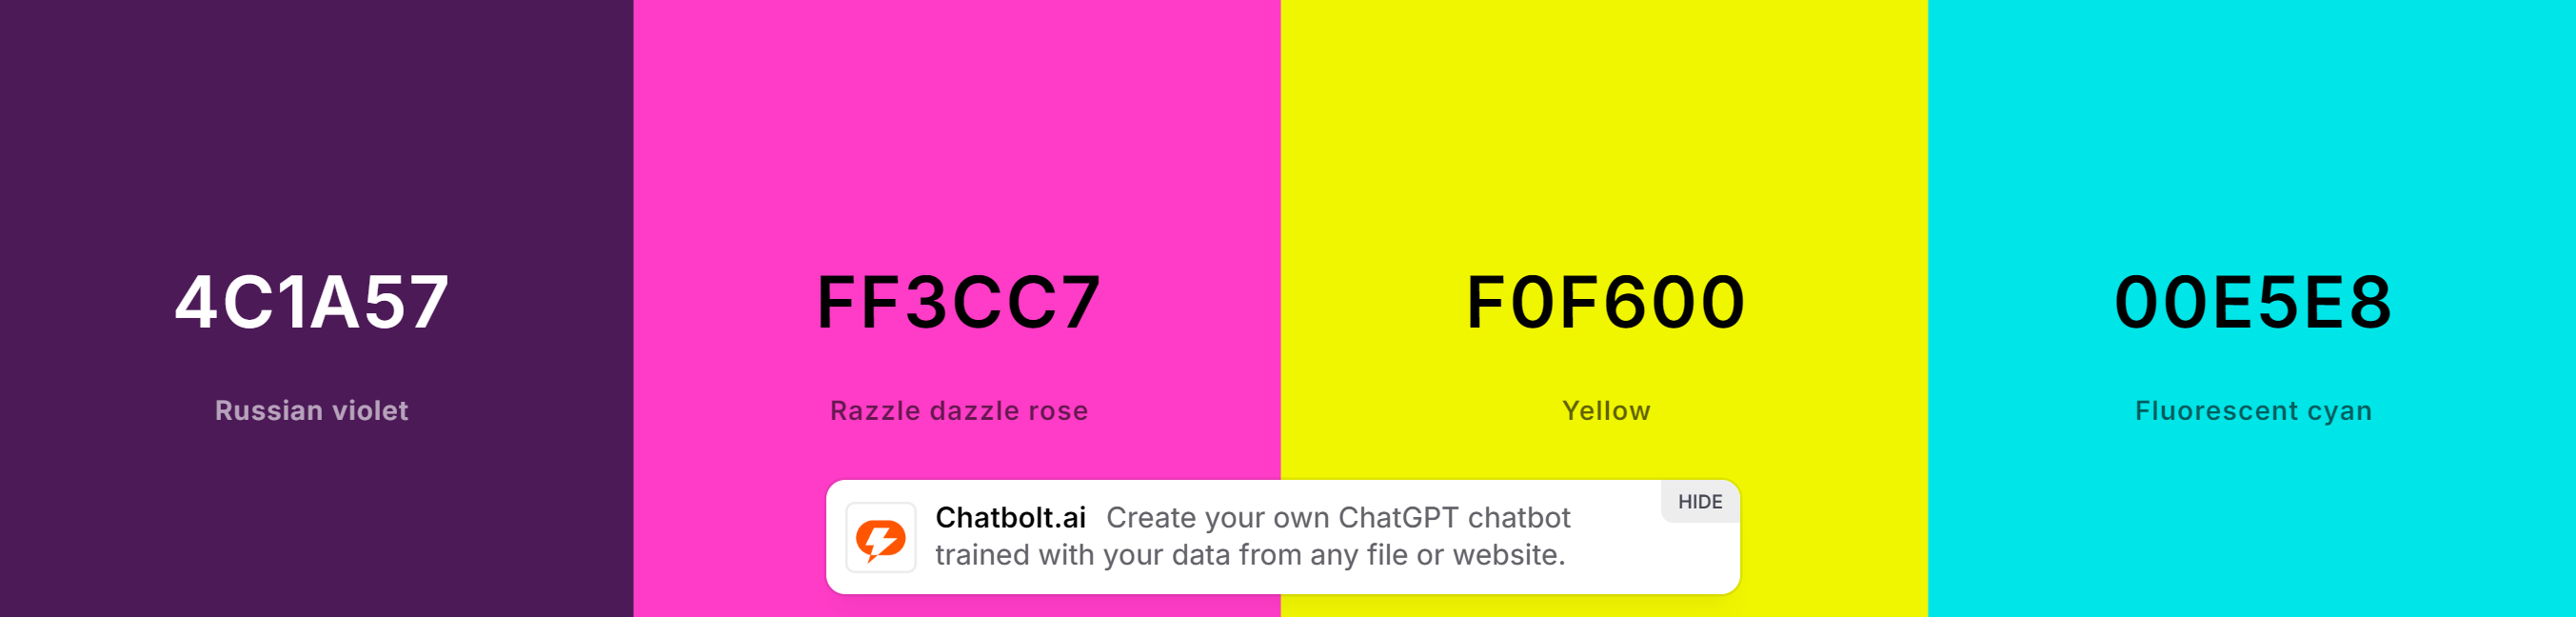 4C1A57
Russian violet
FF3CC7
Razzle dazzle rose
F0F600
Yellow
00E5E8
Fluorescent cyan
Chatbolt.ai Create your own ChatGPT chatbot
trained with your data from any file or website.
HIDE